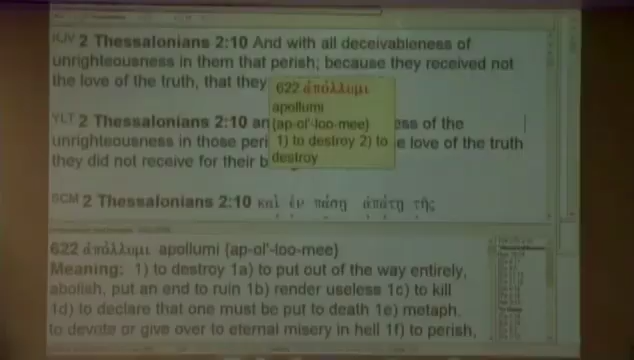 KJV 2 Thessalonians 2:10 And with all deceivableness of
unrighteousness in them that perish; because they received not
the love of the truth, that they
622 ἀπόλλυμι
apollumi
(ap-ol'-loo-mee)
1) to destroy 2) to
destroy
YLT 2 Thessalonians 2:10 an ess of the
unrighteousness in those peri e love of the truth
they did not receive for their b
2 Thessalonians 2:10 καὶ ἐν πάσῃ ἀπάτῃ τῆς
622 ἀπόλλυμι apollumi (ap-ol'-loo-mee)
Meaning: 1) to destroy 1a) to put out of the way entirely,
abolish, put an end to ruin 1b) render useless 1c) to kill
1d) to declare that one must be put to death 1e) metaph.
to devote or give over to eternal misery in hell 1f) to perish,